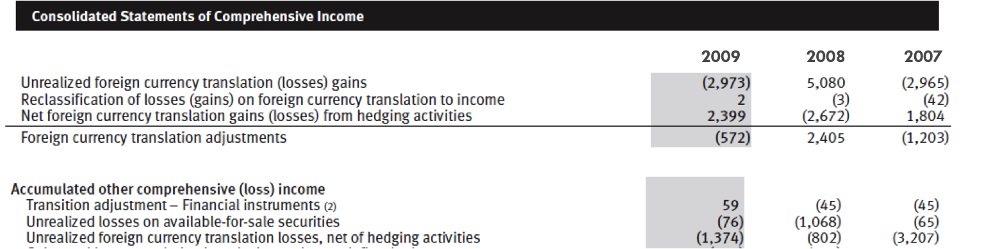 Consolidated Statements of Comprehensive Income
2009 2008 2007
Unrealized foreign currency translation (losses) gains (2,973) 5,080 (2,965)
Reclassification of losses (gains) on foreign currency translation to income 2 (3) (42)
Net foreign currency translation gains (losses) from hedging activities 2,399 (2,672) 1,804
Foreign currency translation adjustments (572) 2,405 (1,203)
Accumulated other comprehensive (loss) income
Transition adjustment – Financial instruments (2) 59 (45) (45)
Unrealized losses on available-for-sale securities (76) (1,068) (65)
Unrealized foreign currency translation losses, net of hedging activities (1,374) (802) (3,207)